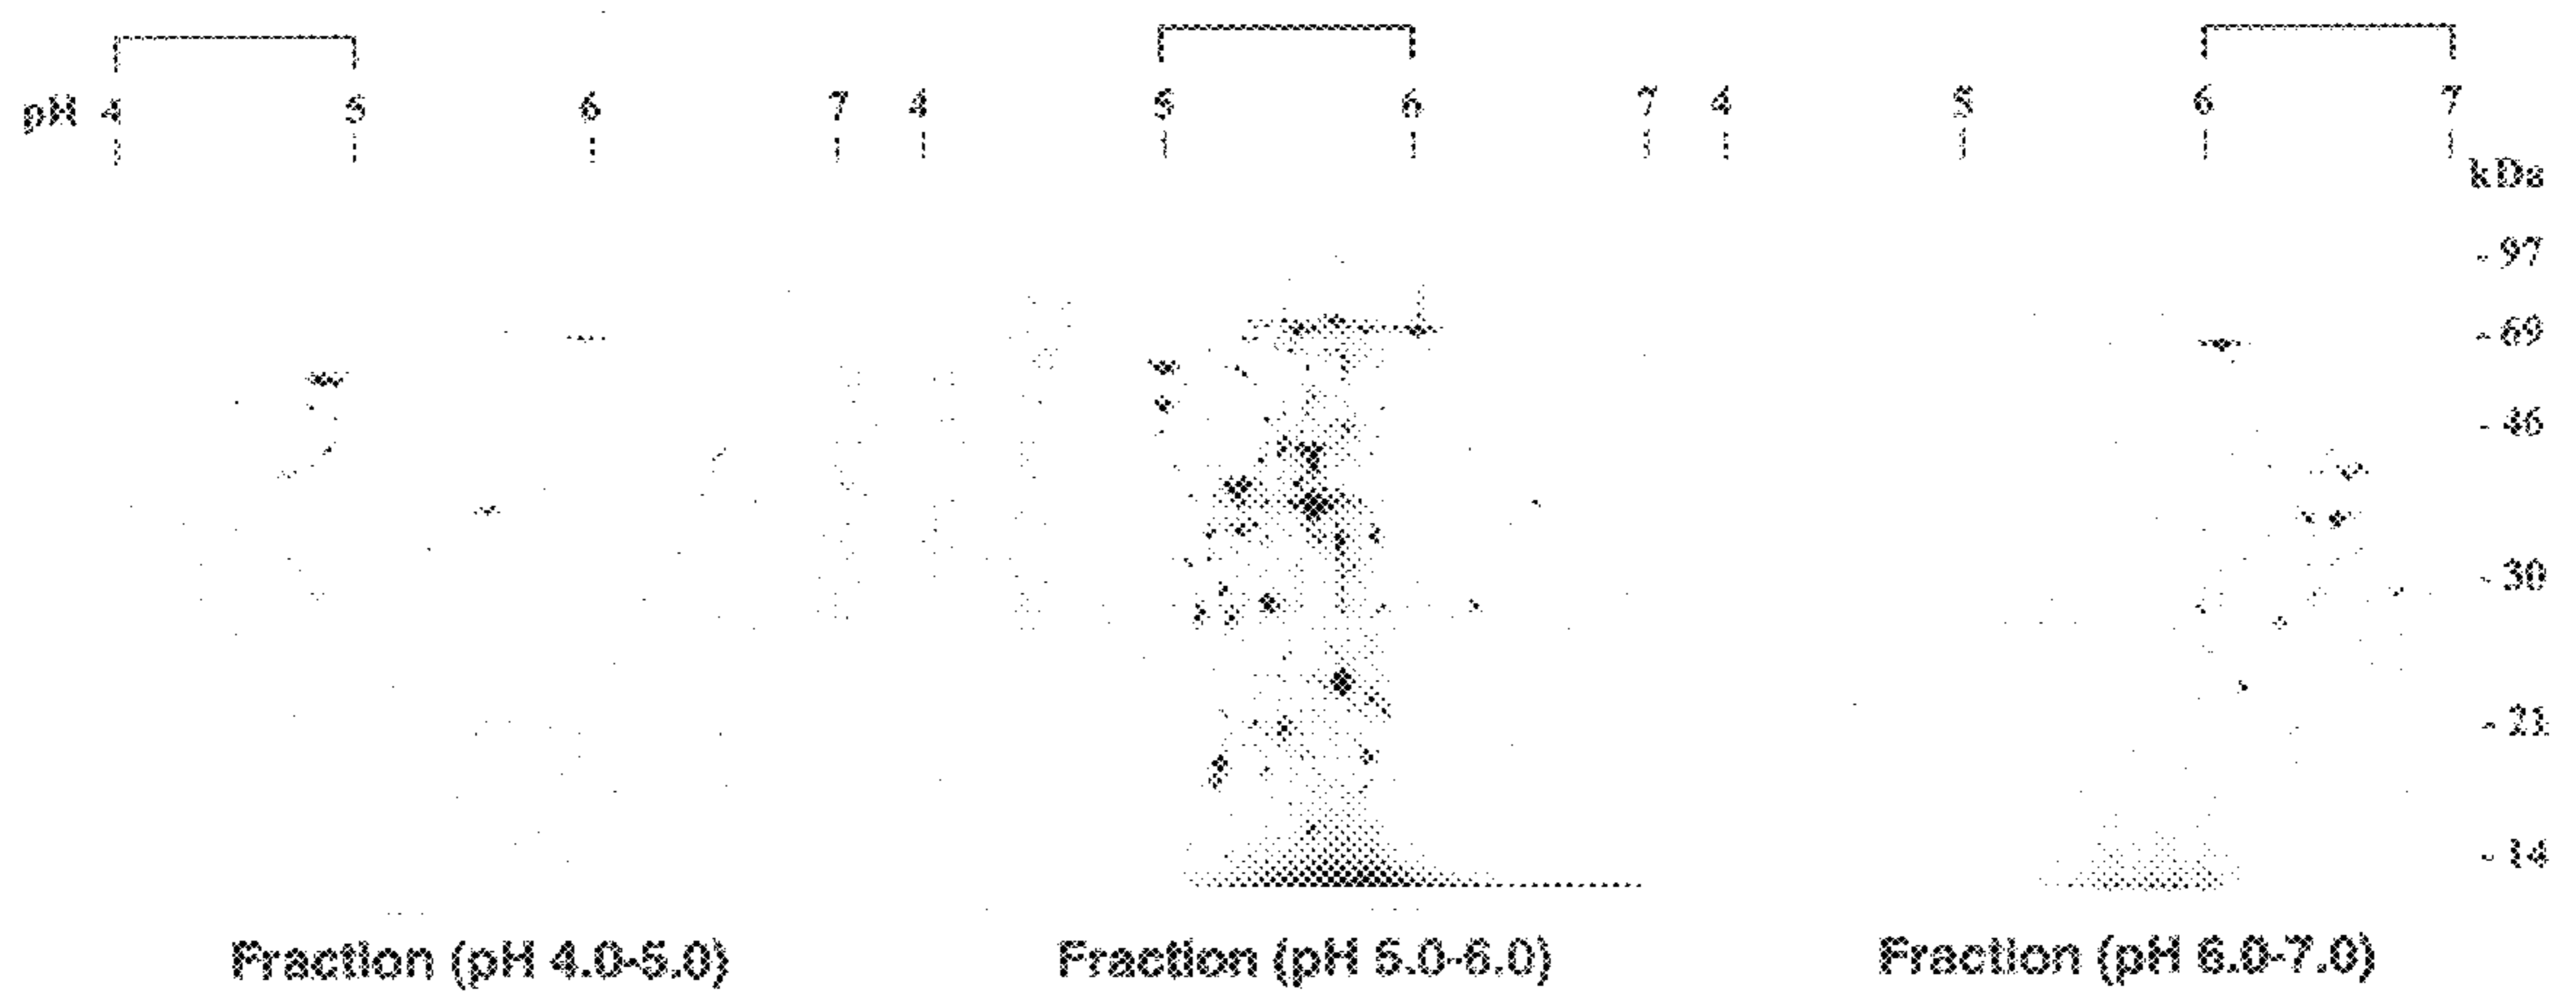 pH 4 5 6 7 4 5 6 7 4 5 6 7
kDa
- 97
- 69
- 46
- 30
- 21
- 14
Fraction (pH 4.0-5.0) Fraction (pH 5.0-6.0) Fraction (pH 6.0-7.0)